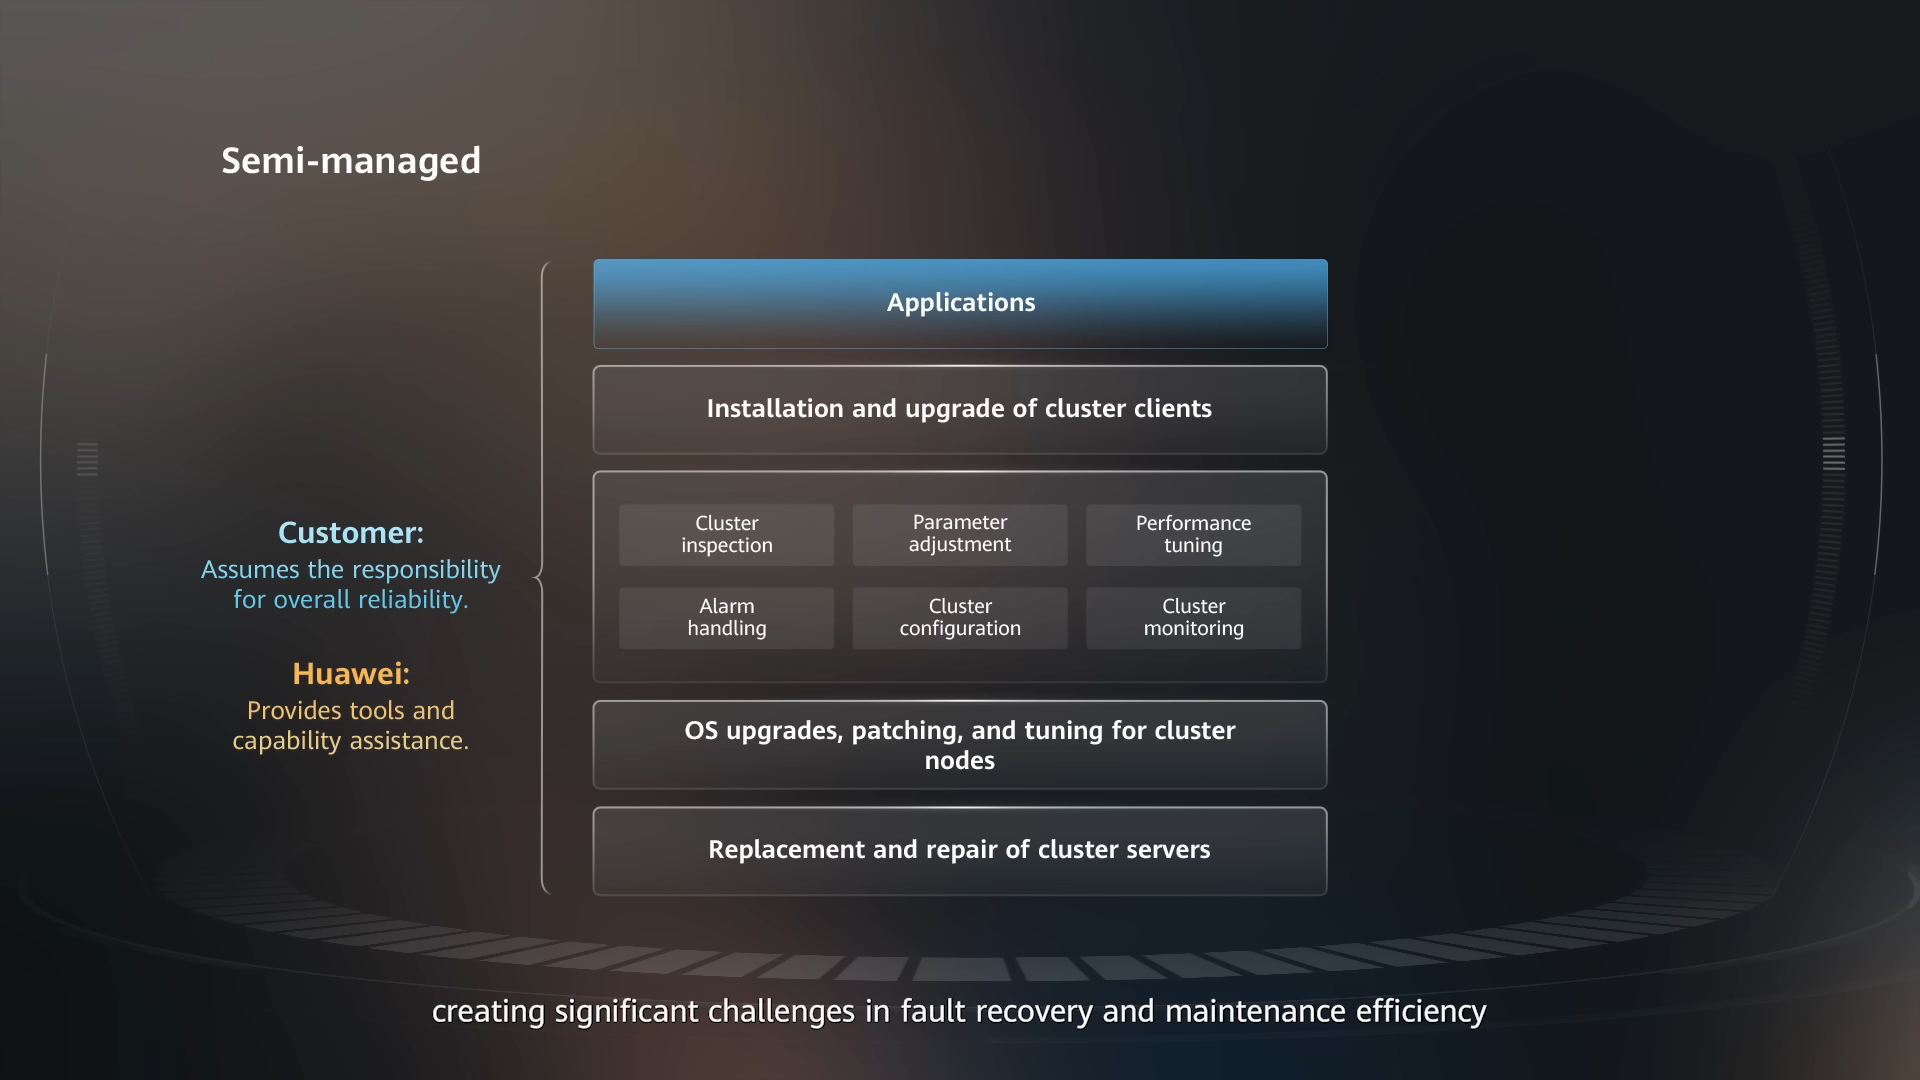 Semi-managed
Applications
Installation and upgrade of cluster clients
Cluster
inspection
Parameter
adjustment
Performance
tuning
Alarm
handling
Cluster
configuration
Cluster
monitoring
OS upgrades, patching, and tuning for cluster
nodes
Replacement and repair of cluster servers
Customer:
Assumes the responsibility
for overall reliability.
Huawei:
Provides tools and
capability assistance.
creating significant challenges in fault recovery and maintenance efficiency